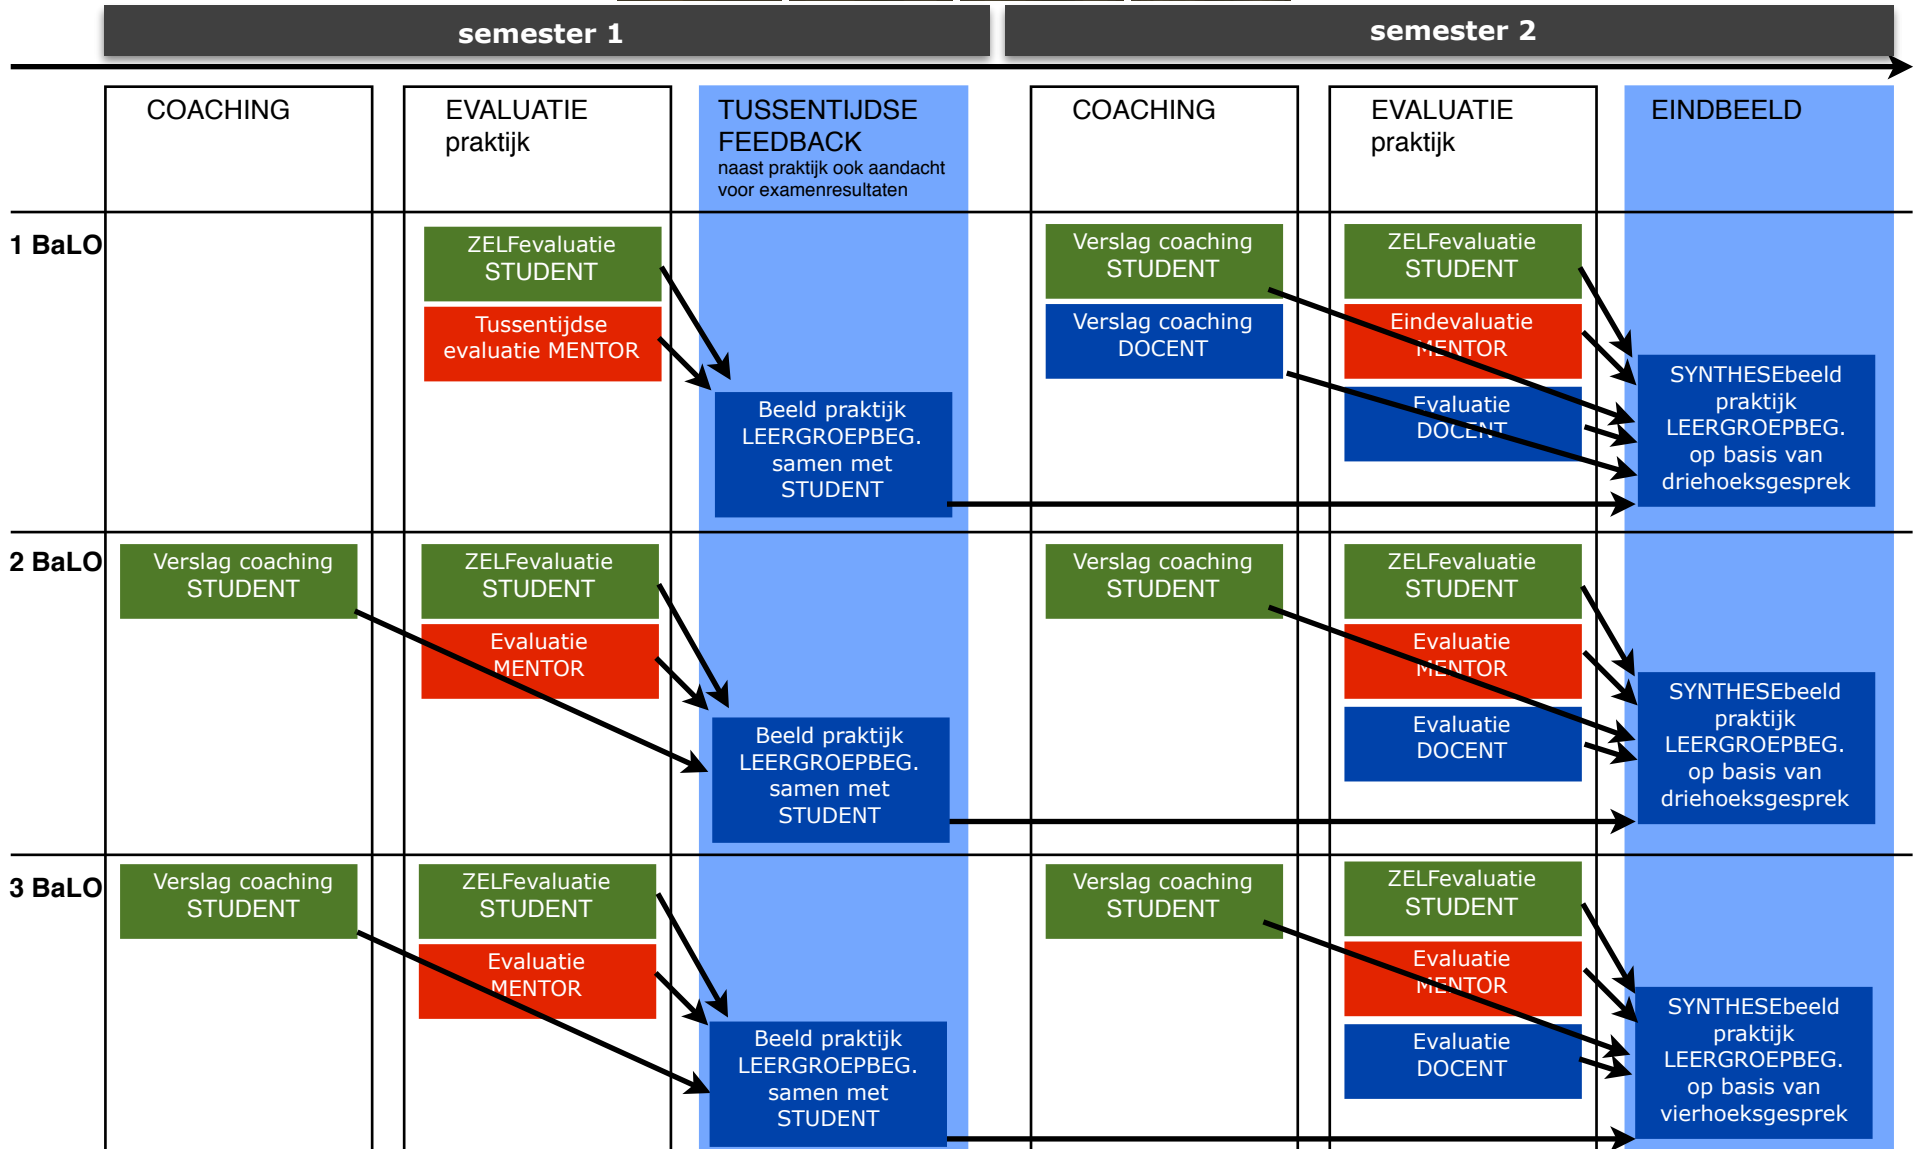 semester 1
semester 2
COACHING
EVALUATIE
praktijk
TUSSENTIJDSE
FEEDBACK
naast praktijk ook aandacht
voor examenresultaten
COACHING
EVALUATIE
praktijk
EINDBEELD
1 BaLO
ZELFevaluatie
STUDENT
Tussentijdse
evaluatie MENTOR
Beeld praktijk
LEERGROEPBEG.
samen met
STUDENT
Verslag coaching
STUDENT
Verslag coaching
DOCENT
ZELFevaluatie
STUDENT
Eindevaluatie
MENTOR
Evaluatie
DOCENT
SYNTHESEbeeld
praktijk
LEERGROEPBEG.
op basis van
driehoeksgesprek
2 BaLO
Verslag coaching
STUDENT
ZELFevaluatie
STUDENT
Evaluatie
MENTOR
Beeld praktijk
LEERGROEPBEG.
samen met
STUDENT
Verslag coaching
STUDENT
ZELFevaluatie
STUDENT
Evaluatie
MENTOR
Evaluatie
DOCENT
SYNTHESEbeeld
praktijk
LEERGROEPBEG.
op basis van
driehoeksgesprek
3 BaLO
Verslag coaching
STUDENT
ZELFevaluatie
STUDENT
Evaluatie
MENTOR
Beeld praktijk
LEERGROEPBEG.
samen met
STUDENT
Verslag coaching
STUDENT
ZELFevaluatie
STUDENT
Evaluatie
MENTOR
Evaluatie
DOCENT
SYNTHESEbeeld
praktijk
LEERGROEPBEG.
op basis van
vierhoeksgesprek